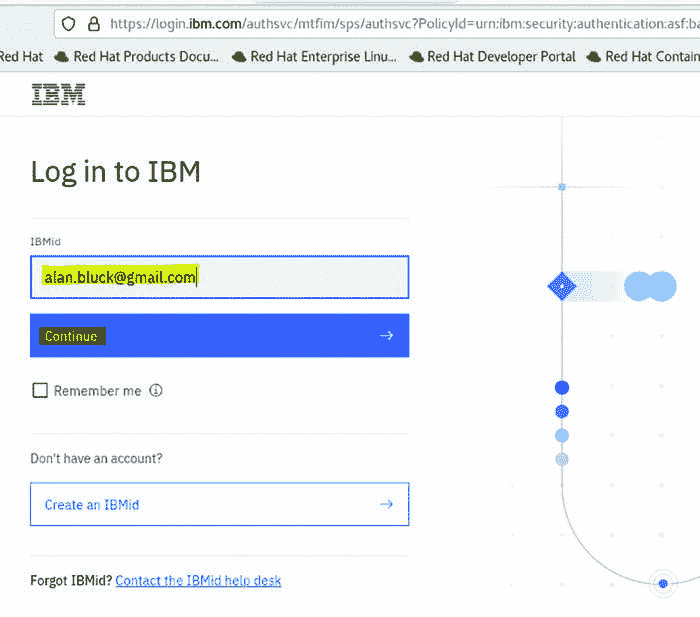 https://login.ibm.com/authsvc/mtfim/sps/authsvc?PolicyId=urn:ibm:security:authentication:asf:ba
Red Hat Red Hat Products Docu... Red Hat Enterprise Linu... Red Hat Developer Portal Red Hat Contain
IBM
Log in to IBM
IBMid
alan.bluck@gmail.com
Continue →
Remember me
Don't have an account?
Create an IBMid →
Forgot IBMid? Contact the IBMid help desk